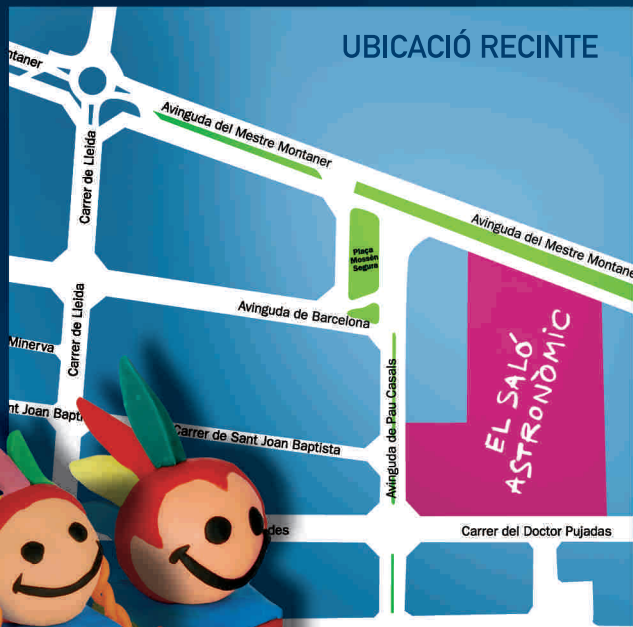 UBICACIÓ RECINTE
ntaner
Avinguda del Mestre Montaner
Carrer de Lleida
Avinguda del Mestre Montane
Plaça
Mossèn
Segura
Avinguda de Barcelona
Carrer de Lleida
Minerva
Avinguda de Pau Casals
EL SALÓ
ASTRONÒMIC
nt Joan Bapti
Carrer de Sant Joan Baptista
des
Carrer del Doctor Pujadas